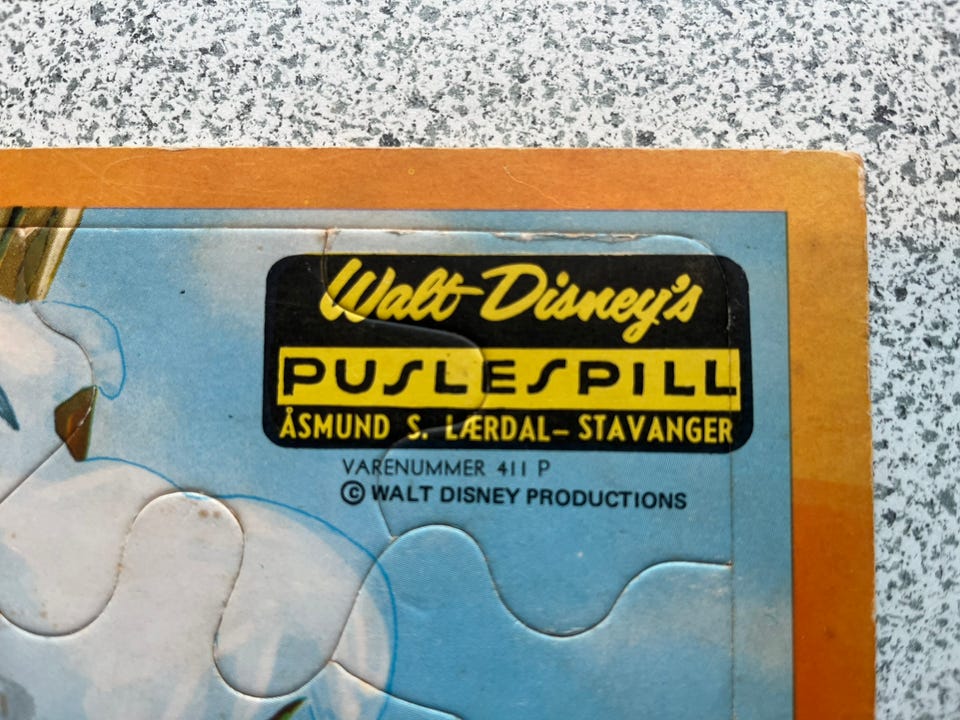 Walt Disney's
PUSLESPILL
ÅSMUND S. LÆRDAL – STAVANGER
VARENUMMER 411 P
© WALT DISNEY PRODUCTIONS